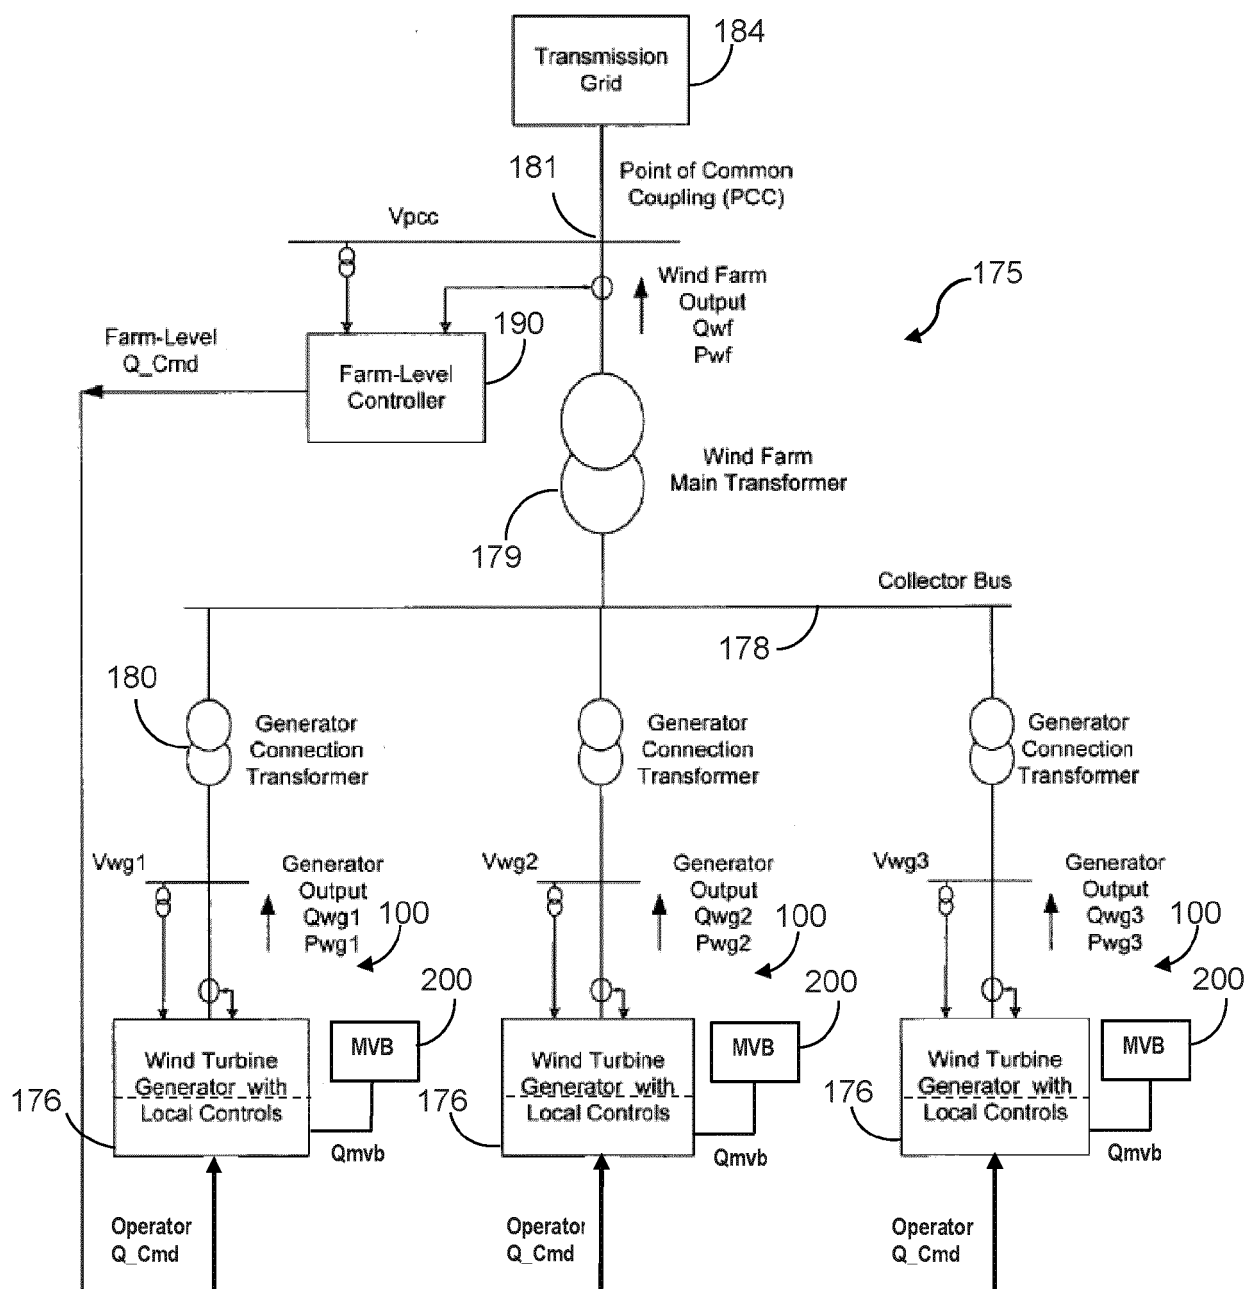 184
Transmission
Grid
181
Point of Common
Coupling (PCC)
Vpcc
175
Wind Farm
Output
Qwf
Pwf
190
Farm-Level
Q_Cmd
Farm-Level
Controller
Wind Farm
Main Transformer
179
Collector Bus
178
180
Generator
Connection
Transformer
Generator
Connection
Transformer
Generator
Connection
Transformer
Vwg1
Generator
Output
Qwg1
Pwg1
100
Vwg2
Generator
Output
Qwg2
Pwg2
100
Vwg3
Generator
Output
Qwg3
Pwg3
100
200
200
200
MVB
MVB
MVB
Wind Turbine
Generator with
Local Controls
Wind Turbine
Generator with
Local Controls
Wind Turbine
Generator with
Local Controls
176
176
176
Qmvb
Qmvb
Qmvb
Operator
Q_Cmd
Operator
Q_Cmd
Operator
Q_Cmd